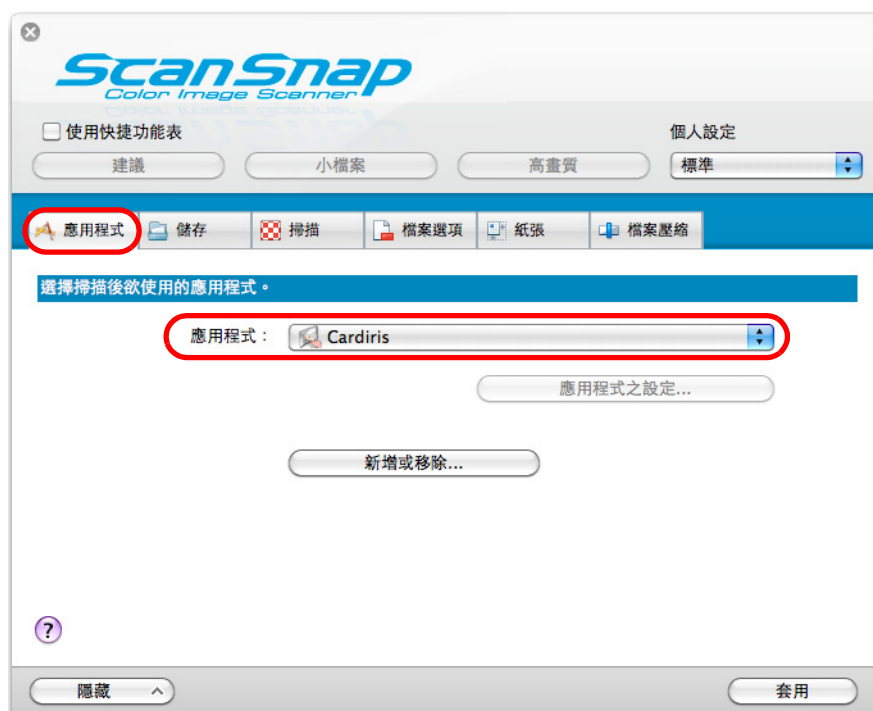 ScanSnap
Color Image Scanner
使用快捷功能表
個人設定
建議 小檔案 高畫質 標準
應用程式 儲存 掃描 檔案選項 紙張 檔案壓縮
選擇掃描後欲使用的應用程式。
應用程式： Cardiris
應用程式之設定...
新增或移除...
?
隱藏 套用